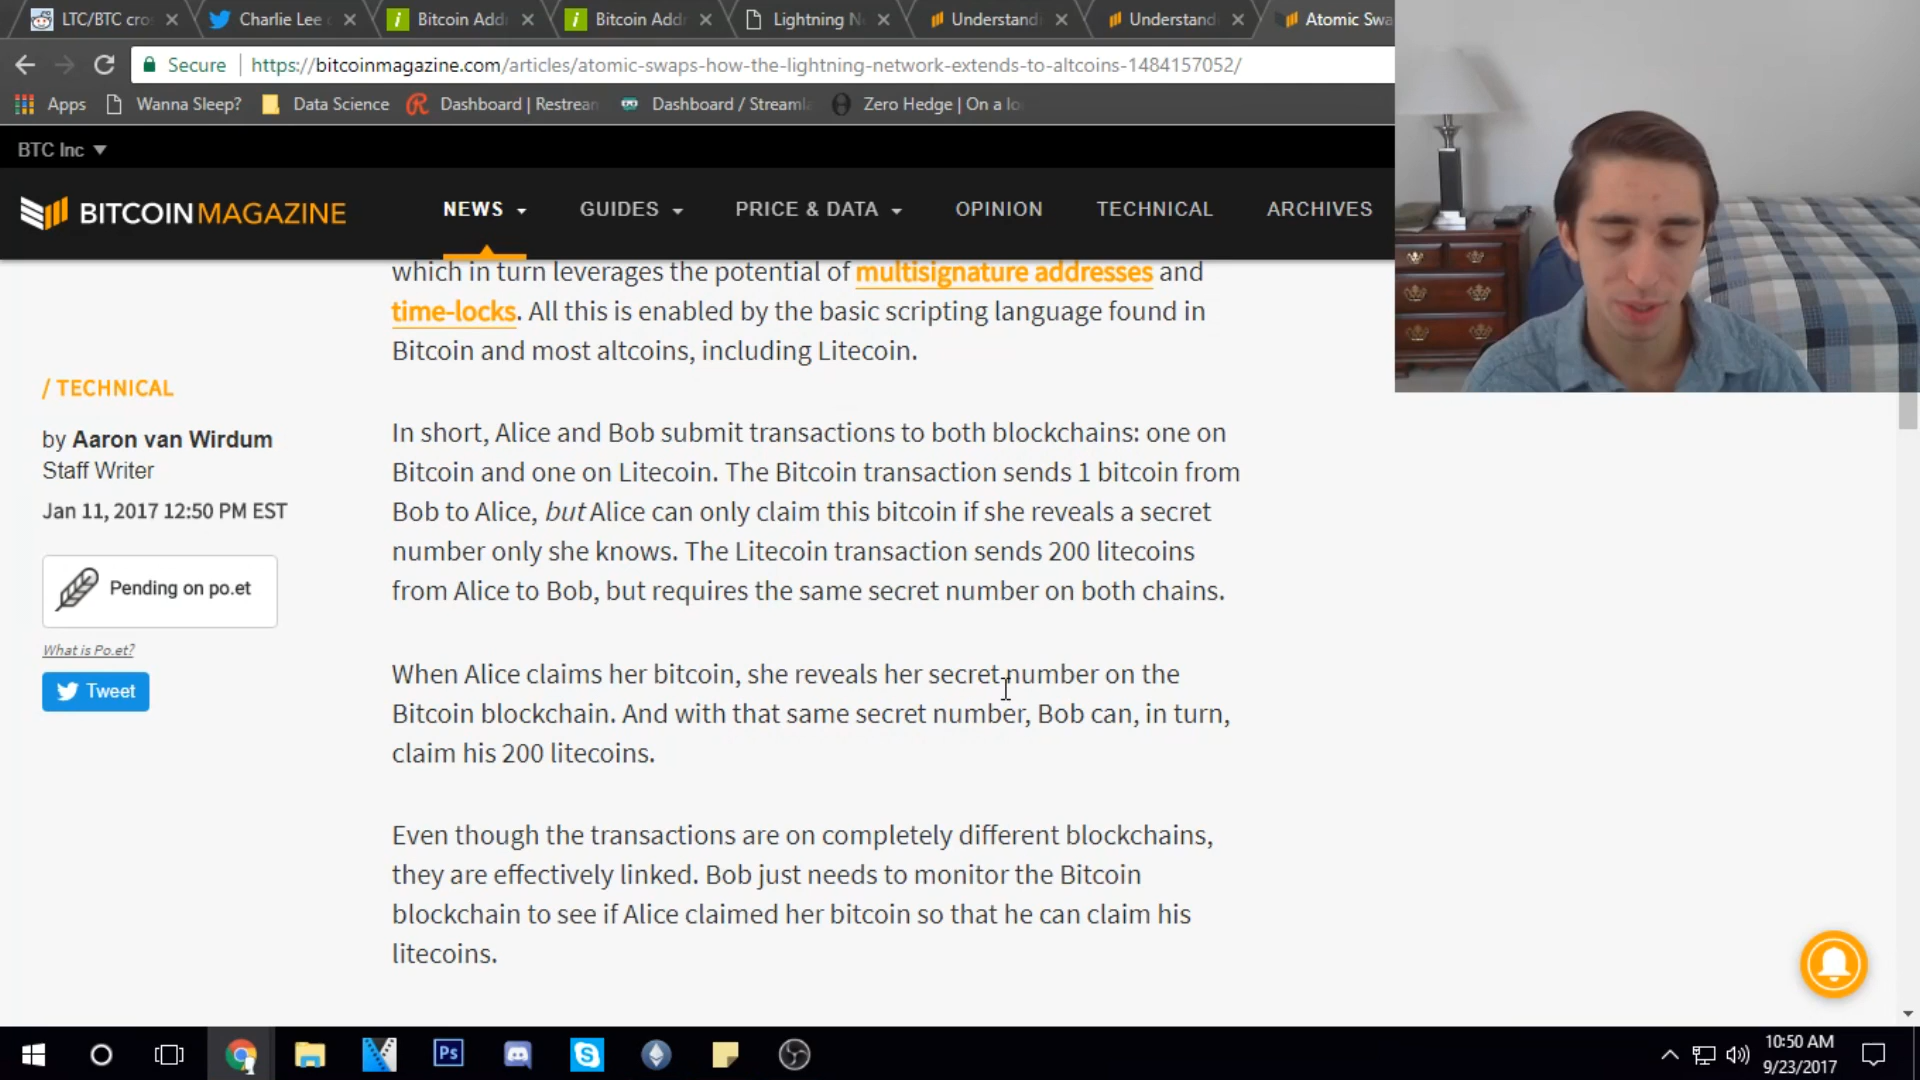 LTC/BTC cro
Charlie Lee
Bitcoin Add
Bitcoin Add
Lightning N
Understand
Understand
Atomic Swa
Secure
https://bitcoinmagazine.com/articles/atomic-swaps-how-the-lightning-network-extends-to-altcoins-1484157052/
Apps
Wanna Sleep?
Data Science
Dashboard | Restrean
Dashboard / Streamla
Zero Hedge | On a lo
BTC Inc
BITCOINMAGAZINE
NEWS
GUIDES
PRICE & DATA
OPINION
TECHNICAL
ARCHIVES
which in turn leverages the potential of multisignature addresses and
time-locks. All this is enabled by the basic scripting language found in
Bitcoin and most altcoins, including Litecoin.
/ TECHNICAL
by Aaron van Wirdum
Staff Writer
Jan 11, 2017 12:50 PM EST
Pending on po.et
What is Po.et?
Tweet
In short, Alice and Bob submit transactions to both blockchains: one on
Bitcoin and one on Litecoin. The Bitcoin transaction sends 1 bitcoin from
Bob to Alice, but Alice can only claim this bitcoin if she reveals a secret
number only she knows. The Litecoin transaction sends 200 litecoins
from Alice to Bob, but requires the same secret number on both chains.
When Alice claims her bitcoin, she reveals her secret number on the
Bitcoin blockchain. And with that same secret number, Bob can, in turn,
claim his 200 litecoins.
Even though the transactions are on completely different blockchains,
they are effectively linked. Bob just needs to monitor the Bitcoin
blockchain to see if Alice claimed her bitcoin so that he can claim his
litecoins.
Ps
10:50 AM
9/23/2017